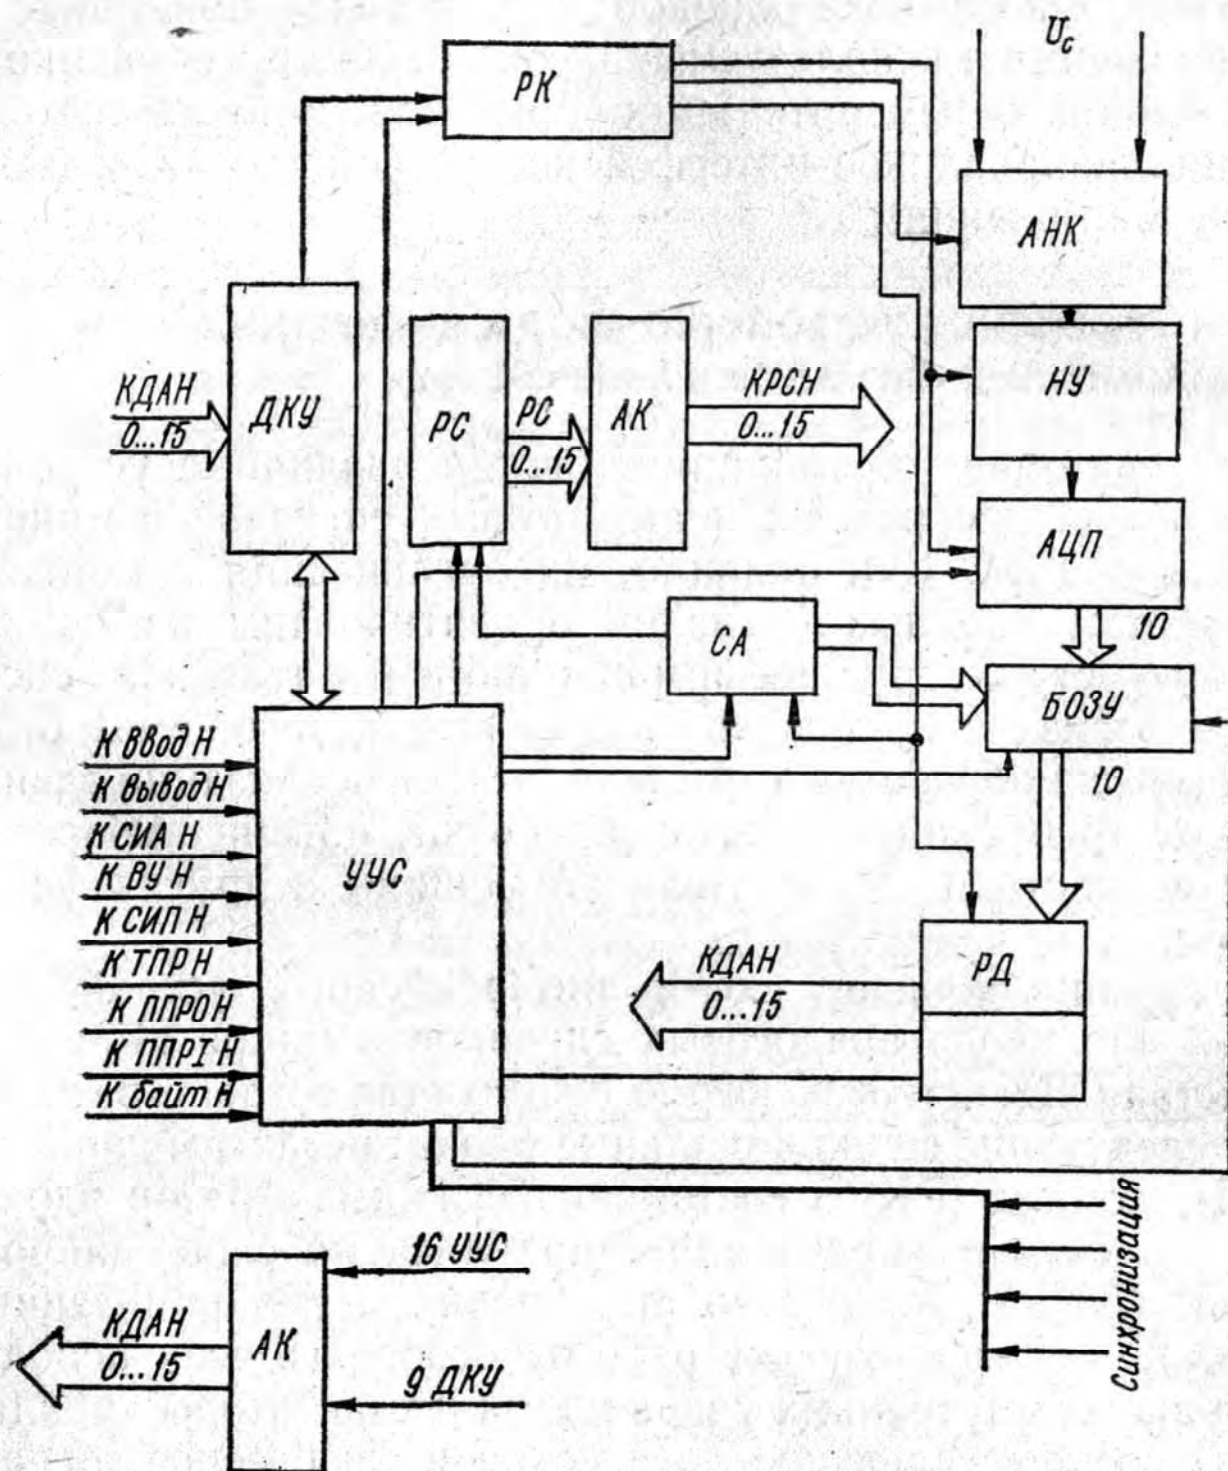 U_c
РК
АНК
НУ
КДАН
0...15
ДКУ
РС
РС
0...15
АК
КРСН
0...15
АЦП
10
СА
БОЗУ
10
К ввод Н
К вывод Н
К СИА Н
К ВУ Н
К СИП Н
К ТПР Н
К ППРО Н
К ППРI Н
К байт Н
УУС
КДАН
0...15
РД
Синхронизация
16 УУС
КДАН
0...15
АК
9 ДКУ